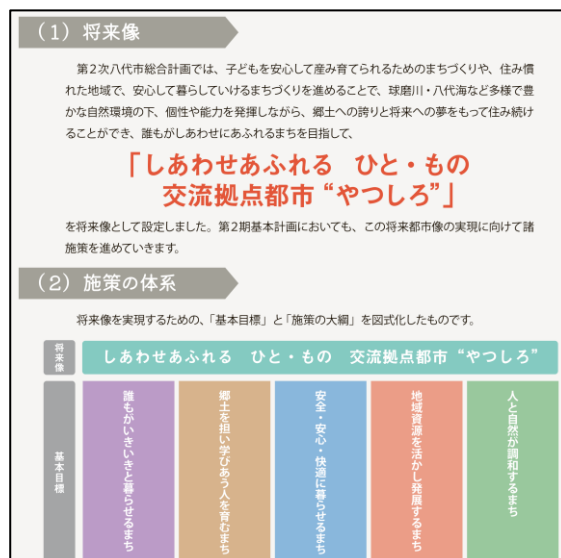 （1）将来像
第2次八代市総合計画では、子どもを安心して産み育てられるためのまちづくりや、住み慣
れた地域で、安心して暮らしていけるまちづくりを進めることで、球磨川・八代海など多様で豊
かな自然環境の下、個性や能力を発揮しながら、郷土への誇りと将来への夢をもって住み続け
ることができ、誰もがしあわせにあふれるまちを目指して、
「しあわせあふれる　ひと・もの
交流拠点都市 “やつしろ”」
を将来像として設定しました。第2期基本計画においても、この将来都市像の実現に向けて諸
施策を進めていきます。
（2）施策の体系
将来像を実現するための、「基本目標」と「施策の大綱」を図式化したものです。
将来像
しあわせあふれる　ひと・もの　交流拠点都市 “やつしろ”
基本目標
誰もがいきいきと暮らせるまち
郷土を担い学びあう人を育むまち
安全・安心・快適に暮らせるまち
地域資源を活かし発展するまち
人と自然が調和するまち